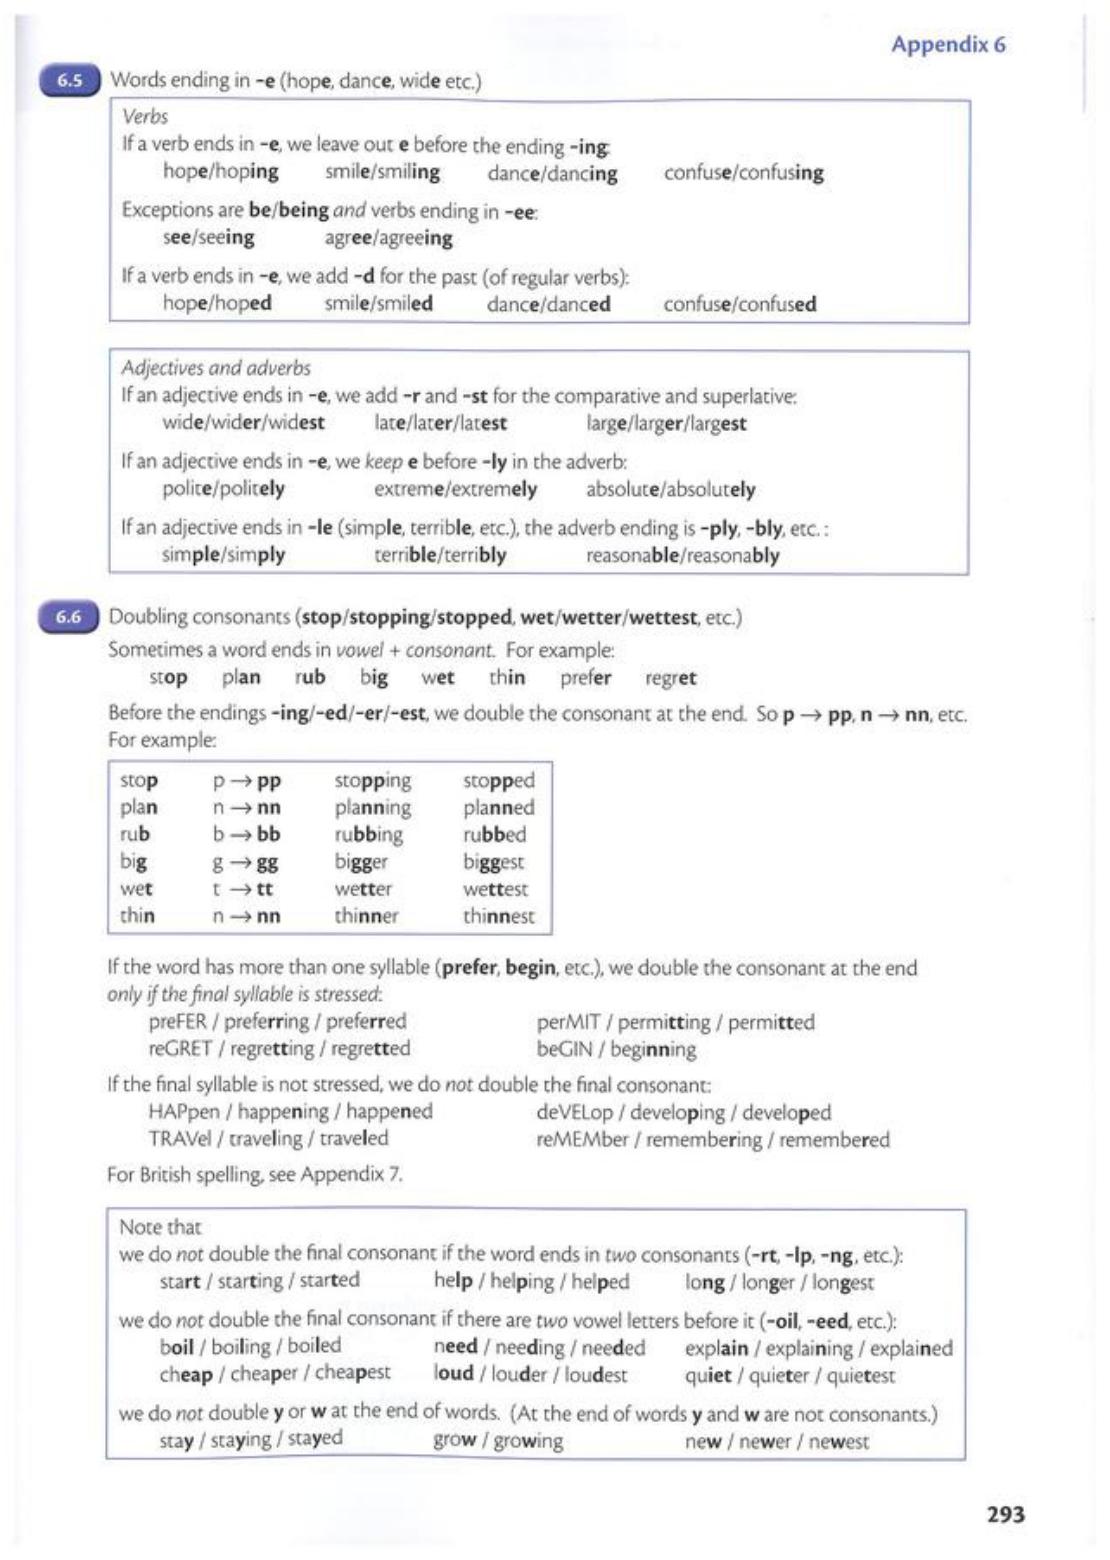 Appendix 6
6.5 Words ending in -e (hope, dance, wide etc.)
Verbs
If a verb ends in -e, we leave out e before the ending -ing:
hope/hoping smile/smiling dance/dancing confuse/confusing
Exceptions are be/being and verbs ending in -ee:
see/seeing agree/agreeing
If a verb ends in -e, we add -d for the past (of regular verbs):
hope/hoped smile/smiled dance/danced confuse/confused
Adjectives and adverbs
If an adjective ends in -e, we add -r and -st for the comparative and superlative:
wide/wider/widest late/later/latest large/larger/largest
If an adjective ends in -e, we keep e before -ly in the adverb:
polite/politely extreme/extremely absolute/absolutely
If an adjective ends in -le (simple, terrible, etc.), the adverb ending is -ply, -bly, etc. :
simple/simply terrible/terribly reasonable/reasonably
6.6 Doubling consonants (stop/stopping/stopped, wet/wetter/wettest, etc.)
Sometimes a word ends in vowel + consonant. For example:
stop plan rub big wet thin prefer regret
Before the endings -ing/-ed/-er/-est, we double the consonant at the end. So p → pp, n → nn, etc.
For example:
stop p → pp stopping stopped
plan n → nn planning planned
rub b → bb rubbing rubbed
big g → gg bigger biggest
wet t → tt wetter wettest
thin n → nn thinner thinnest
If the word has more than one syllable (prefer, begin, etc.), we double the consonant at the end
only if the final syllable is stressed:
preFER / preferring / preferred perMIT / permitting / permitted
reGRET / regretting / regretted beGIN / beginning
If the final syllable is not stressed, we do not double the final consonant:
HAPpen / happening / happened deVELop / developing / developed
TRAVel / traveling / traveled reMEMber / remembering / remembered
For British spelling, see Appendix 7.
Note that
we do not double the final consonant if the word ends in two consonants (-rt, -lp, -ng, etc.):
start / starting / started help / helping / helped long / longer / longest
we do not double the final consonant if there are two vowel letters before it (-oil, -eed, etc.):
boil / boiling / boiled need / needing / needed explain / explaining / explained
cheap / cheaper / cheapest loud / louder / loudest quiet / quieter / quietest
we do not double y or w at the end of words. (At the end of words y and w are not consonants.)
stay / staying / stayed grow / growing new / newer / newest
293